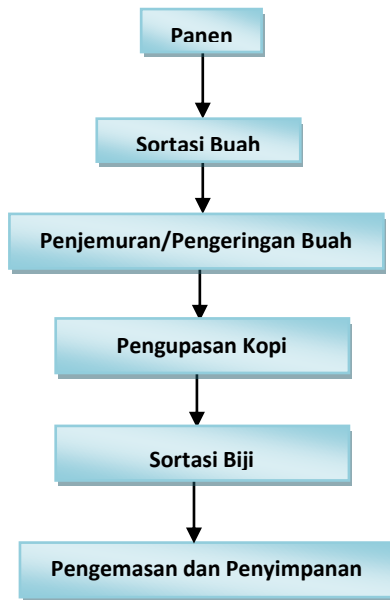 Panen
Sortasi Buah
Penjemuran/Pengeringan Buah
Pengupasan Kopi
Sortasi Biji
Pengemasan dan Penyimpanan